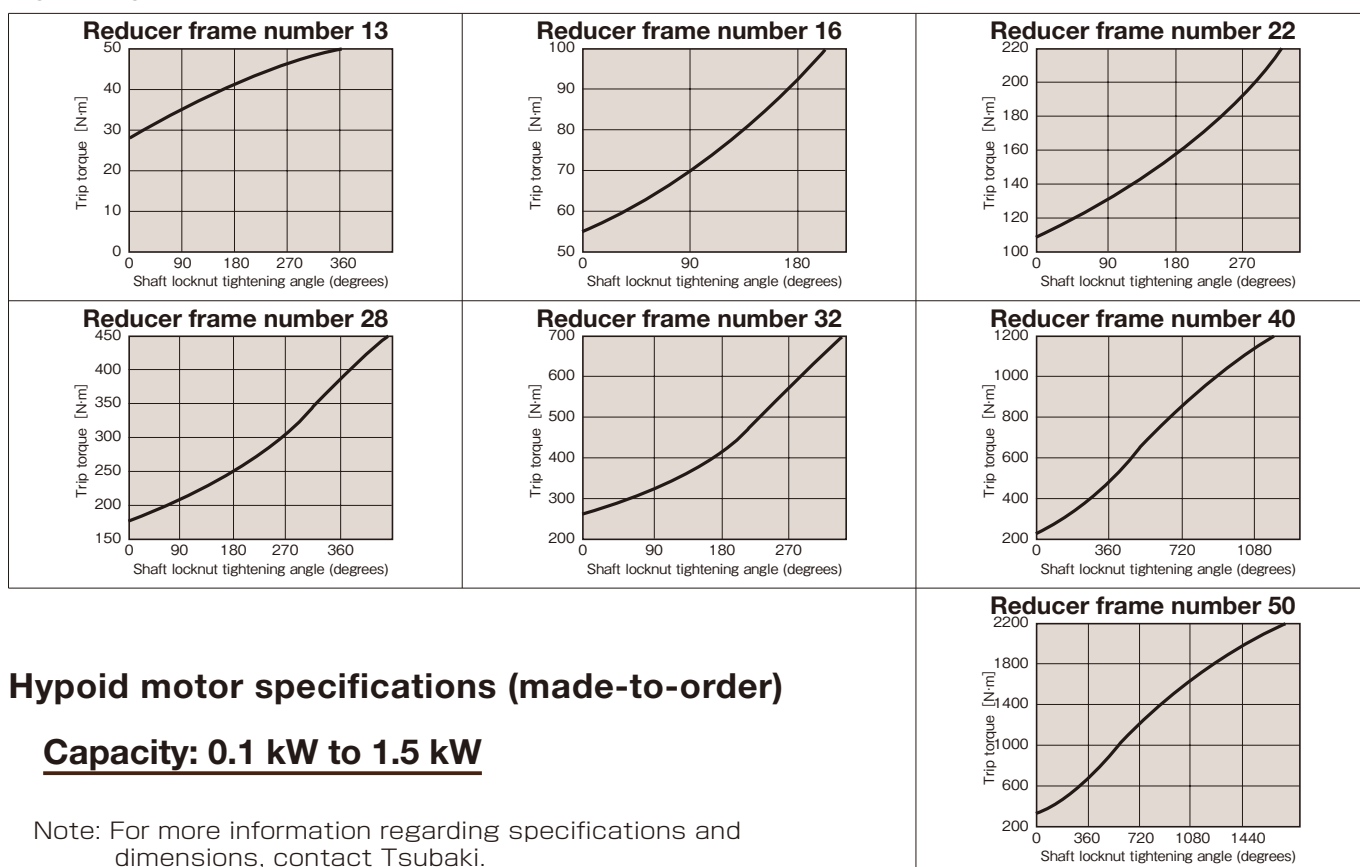 Reducer frame number 13
50
40
30
20
10
0
Trip torque [N·m]
0 90 180 270 360
Shaft locknut tightening angle (degrees)
Reducer frame number 16
100
90
80
70
60
50
Trip torque [N·m]
0 90 180
Shaft locknut tightening angle (degrees)
Reducer frame number 22
220
200
180
160
140
120
100
Trip torque [N·m]
0 90 180 270
Shaft locknut tightening angle (degrees)
Reducer frame number 28
450
400
350
300
250
200
150
Trip torque [N·m]
0 90 180 270 360
Shaft locknut tightening angle (degrees)
Reducer frame number 32
700
600
500
400
300
200
Trip torque [N·m]
0 90 180 270
Shaft locknut tightening angle (degrees)
Reducer frame number 40
1200
1000
800
600
400
200
Trip torque [N·m]
0 360 720 1080
Shaft locknut tightening angle (degrees)
Reducer frame number 50
2200
1800
1400
1000
600
200
Trip torque [N·m]
0 360 720 1080 1440
Shaft locknut tightening angle (degrees)
Hypoid motor specifications (made-to-order)
Capacity: 0.1 kW to 1.5 kW
Note: For more information regarding specifications and
dimensions, contact Tsubaki.